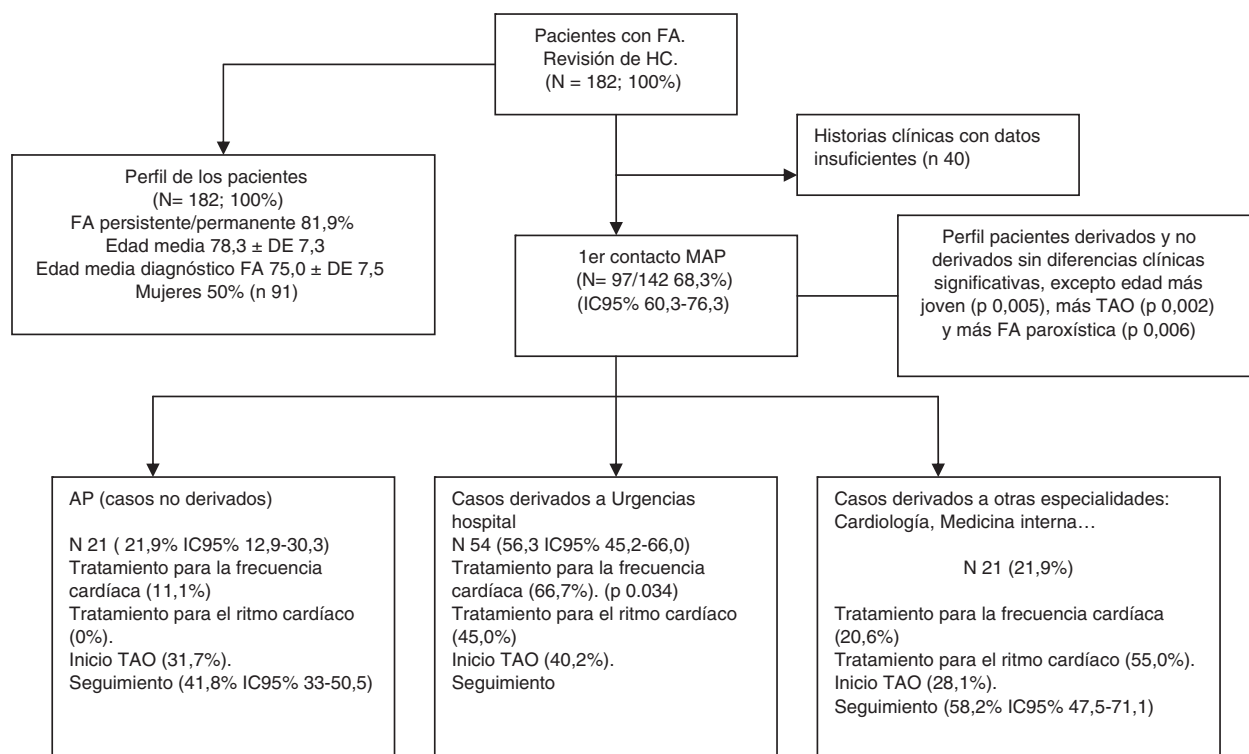 Pacientes con FA.
Revisión de HC.
(N = 182; 100%)
Historias clínicas con datos
insuficientes (n 40)
Perfil de los pacientes
(N= 182; 100%)
FA persistente/permanente 81,9%
Edad media 78,3 ± DE 7,3
Edad media diagnóstico FA 75,0 ± DE 7,5
Mujeres 50% (n 91)
1er contacto MAP
(N= 97/142 68,3%)
(IC95% 60,3-76,3)
Perfil pacientes derivados y no
derivados sin diferencias clínicas
significativas, excepto edad más
joven (p 0,005), más TAO (p 0,002)
y más FA paroxística (p 0,006)
AP (casos no derivados)
N 21 ( 21,9% IC95% 12,9-30,3)
Tratamiento para la frecuencia
cardíaca (11,1%)
Tratamiento para el ritmo cardíaco
(0%).
Inicio TAO (31,7%).
Seguimiento (41,8% IC95% 33-50,5)
Casos derivados a Urgencias
hospital
N 54 (56,3 IC95% 45,2-66,0)
Tratamiento para la frecuencia
cardíaca (66,7%). (p 0.034)
Tratamiento para el ritmo cardíaco
(45,0%)
Inicio TAO (40,2%).
Seguimiento
Casos derivados a otras especialidades:
Cardiología, Medicina interna…
N 21 (21,9%)
Tratamiento para la frecuencia cardíaca
(20,6%)
Tratamiento para el ritmo cardíaco (55,0%).
Inicio TAO (28,1%).
Seguimiento (58,2% IC95% 47,5-71,1)